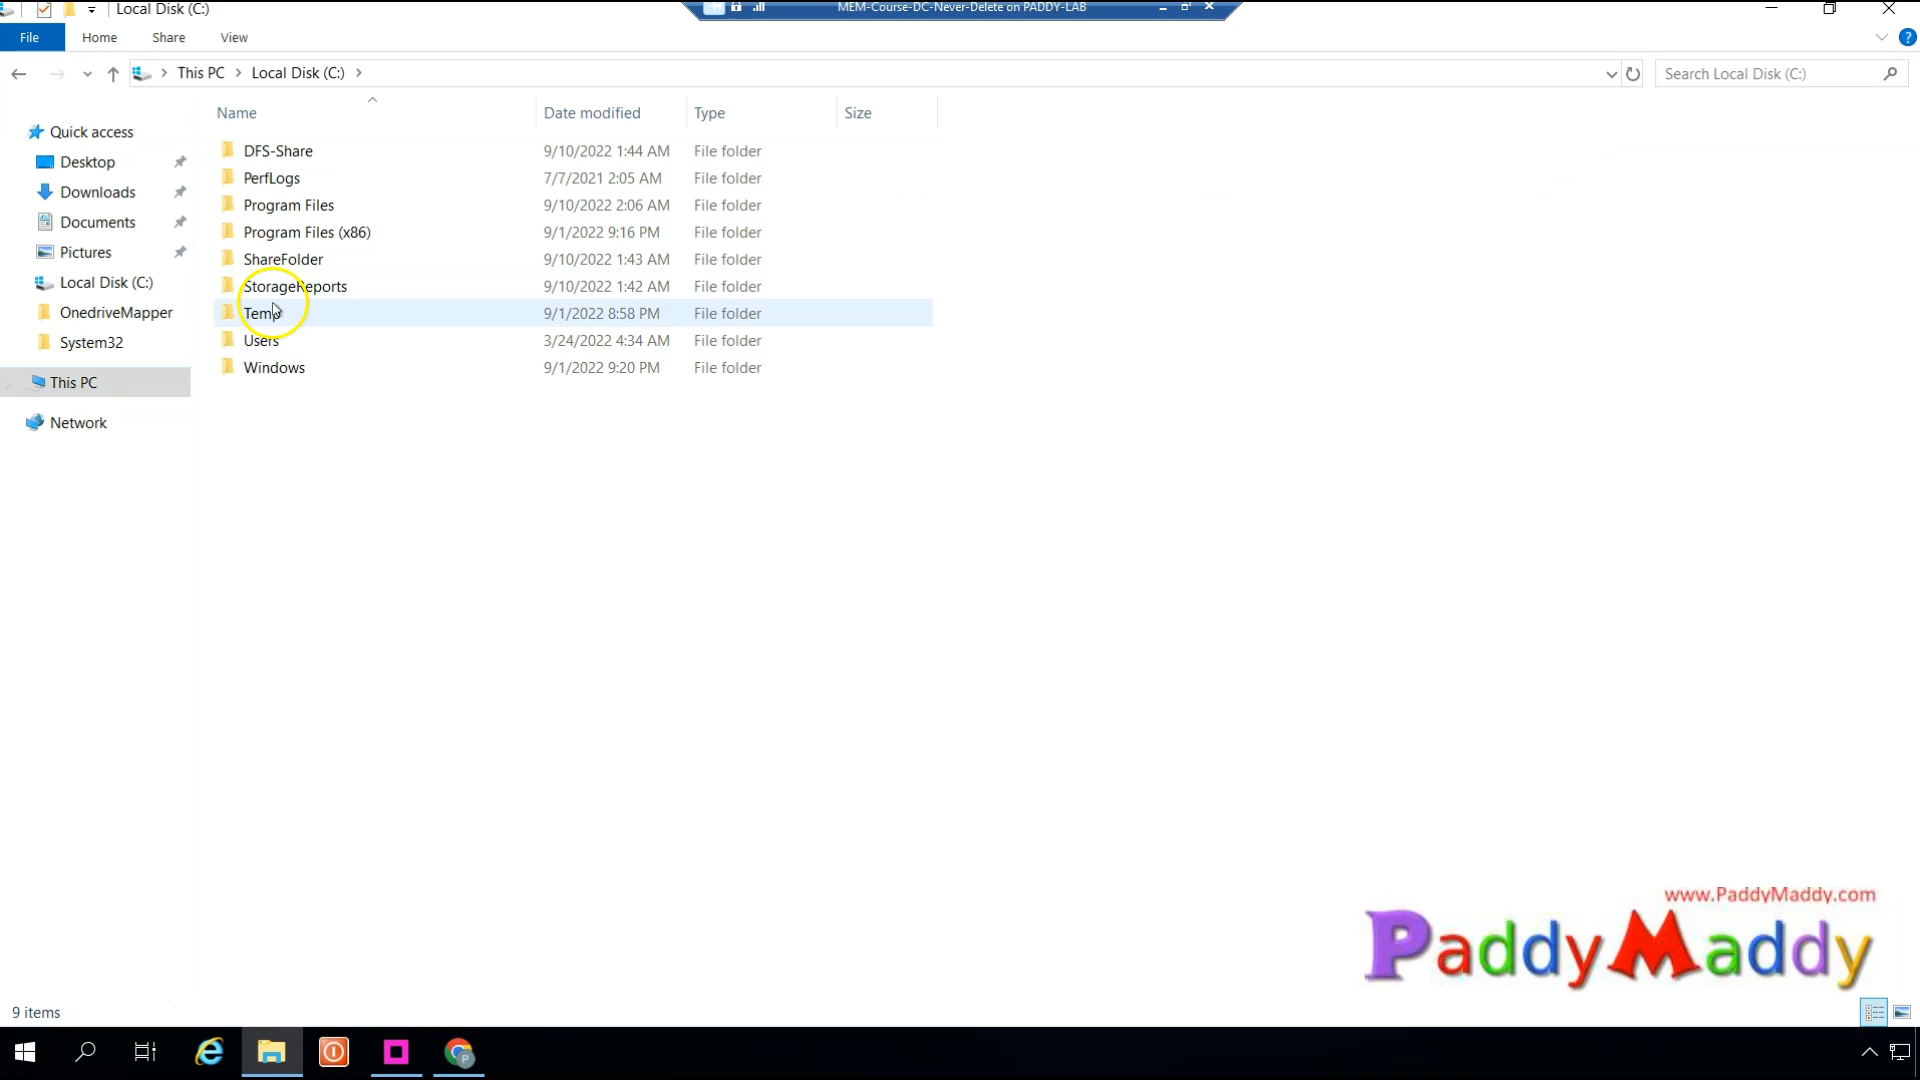 Local Disk (C:)
MEM-Course-DC-Never-Delete on PADDY-LAB
File Home Share View
This PC Local Disk (C:)
Search Local Disk (C:)
Name Date modified Type Size
Quick access
Desktop
Downloads
Documents
Pictures
Local Disk (C:)
OnedriveMapper
System32
This PC
Network
DFS-Share 9/10/2022 1:44 AM File folder
PerfLogs 7/7/2021 2:05 AM File folder
Program Files 9/10/2022 2:06 AM File folder
Program Files (x86) 9/1/2022 9:16 PM File folder
ShareFolder 9/10/2022 1:43 AM File folder
StorageReports 9/10/2022 1:42 AM File folder
Temp 9/1/2022 8:58 PM File folder
Users 3/24/2022 4:34 AM File folder
Windows 9/1/2022 9:20 PM File folder
www.PaddyMaddy.com
PaddyMaddy
9 items